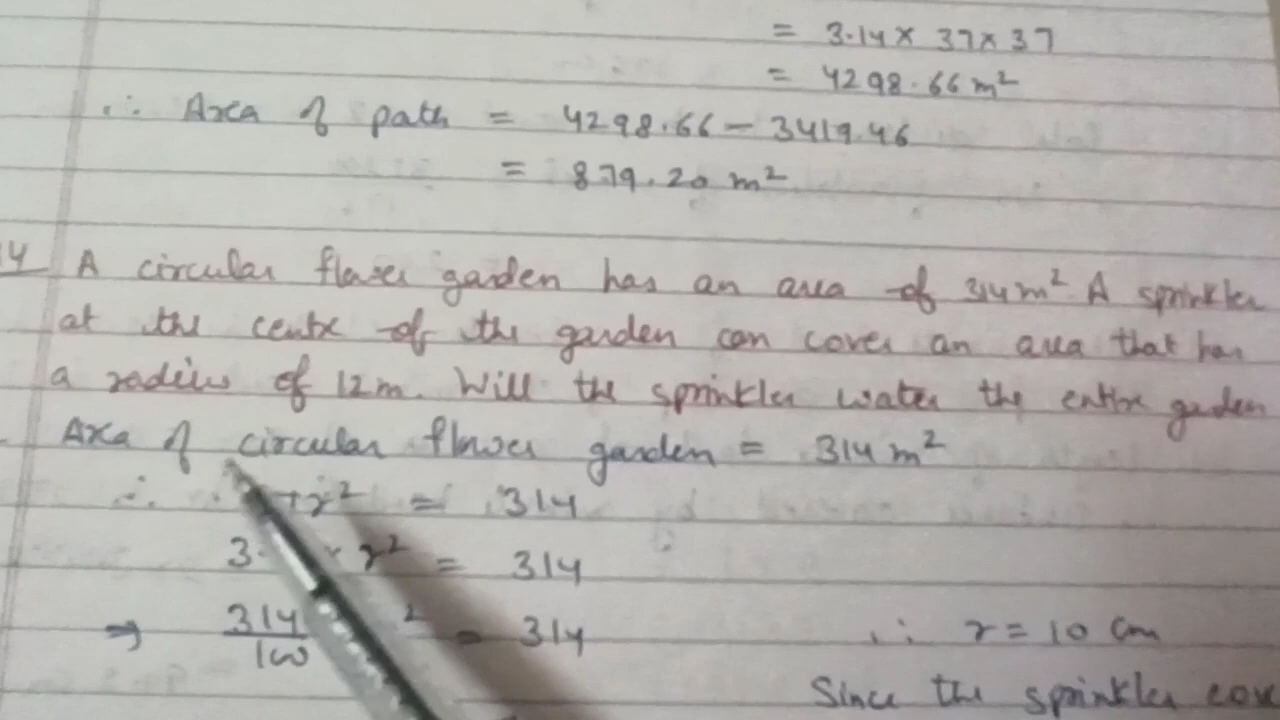 = 3.14 × 37 × 37
= 4298.66 m²
∴ Area of path = 4298.66 − 3419.46
= 879.20 m²
A circular flower garden has an area of 314 m² A sprinkler
at the centre of the garden can cover an area that has
a radius of 12 m. Will the sprinkler water the entire garden
Area of circular flower garden = 314 m²
∴ r² = 314
3. × r² = 314
⇒ 314/100 ² = 314
∴ r = 10 cm
Since the sprinkler